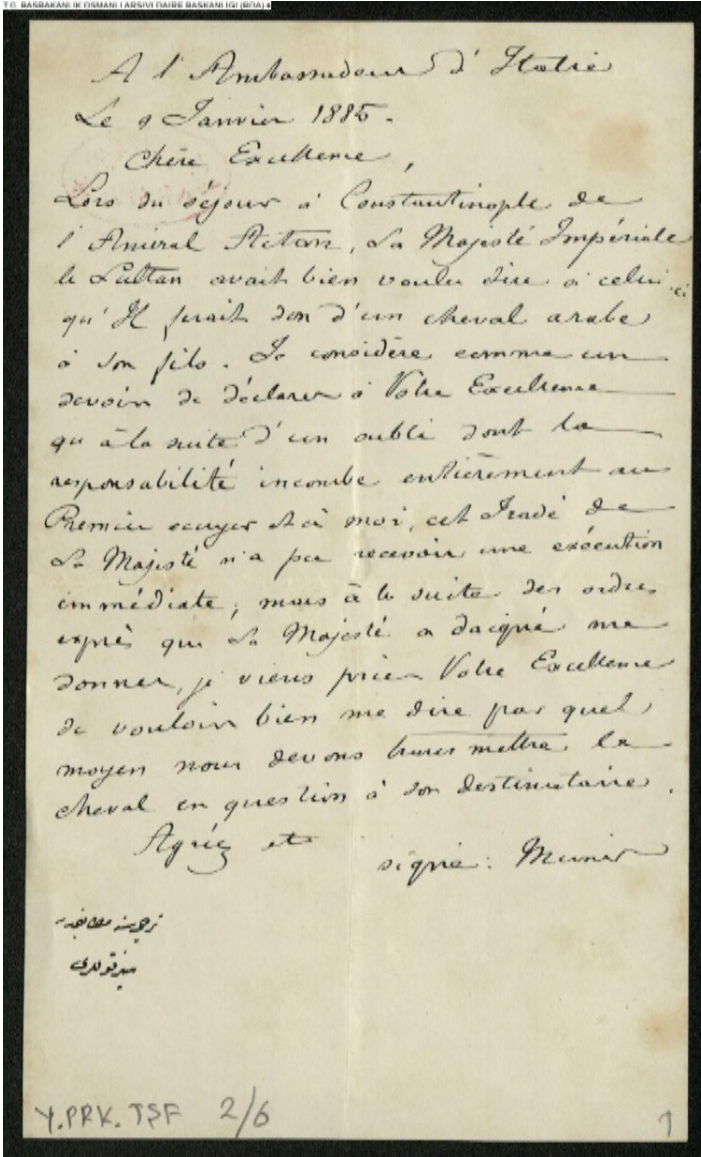 T.C. BAŞBAKANLIK OSMANLI ARŞİVİ DAİRE BAŞKANLIĞI (BOA)
A l'Ambassadeur d'Italie
Le 9 Janvier 1885.
Chère Excellence,
Lors du séjour à Constantinople de
l'Amiral Acton, Sa Majesté Impériale
le Sultan avait bien voulu dire à celui-ci
qu'Il ferait don d'un cheval arabe
à son fils. Je considère comme un
devoir de déclarer à Votre Excellence
qu'à la suite d'un oubli dont la
responsabilité incombe entièrement au
Premier écuyer et à moi, cet Iradé de
Sa Majesté n'a pu recevoir une exécution
immédiate; mais à la suite des ordres
exprès que Sa Majesté a daigné me
donner, je viens prier Votre Excellence
de vouloir bien me dire par quel
moyen nous devons transmettre le
cheval en question à son destinataire.
Agréez etc
signé: Munir
Y.PRK.TSF 2/6
1